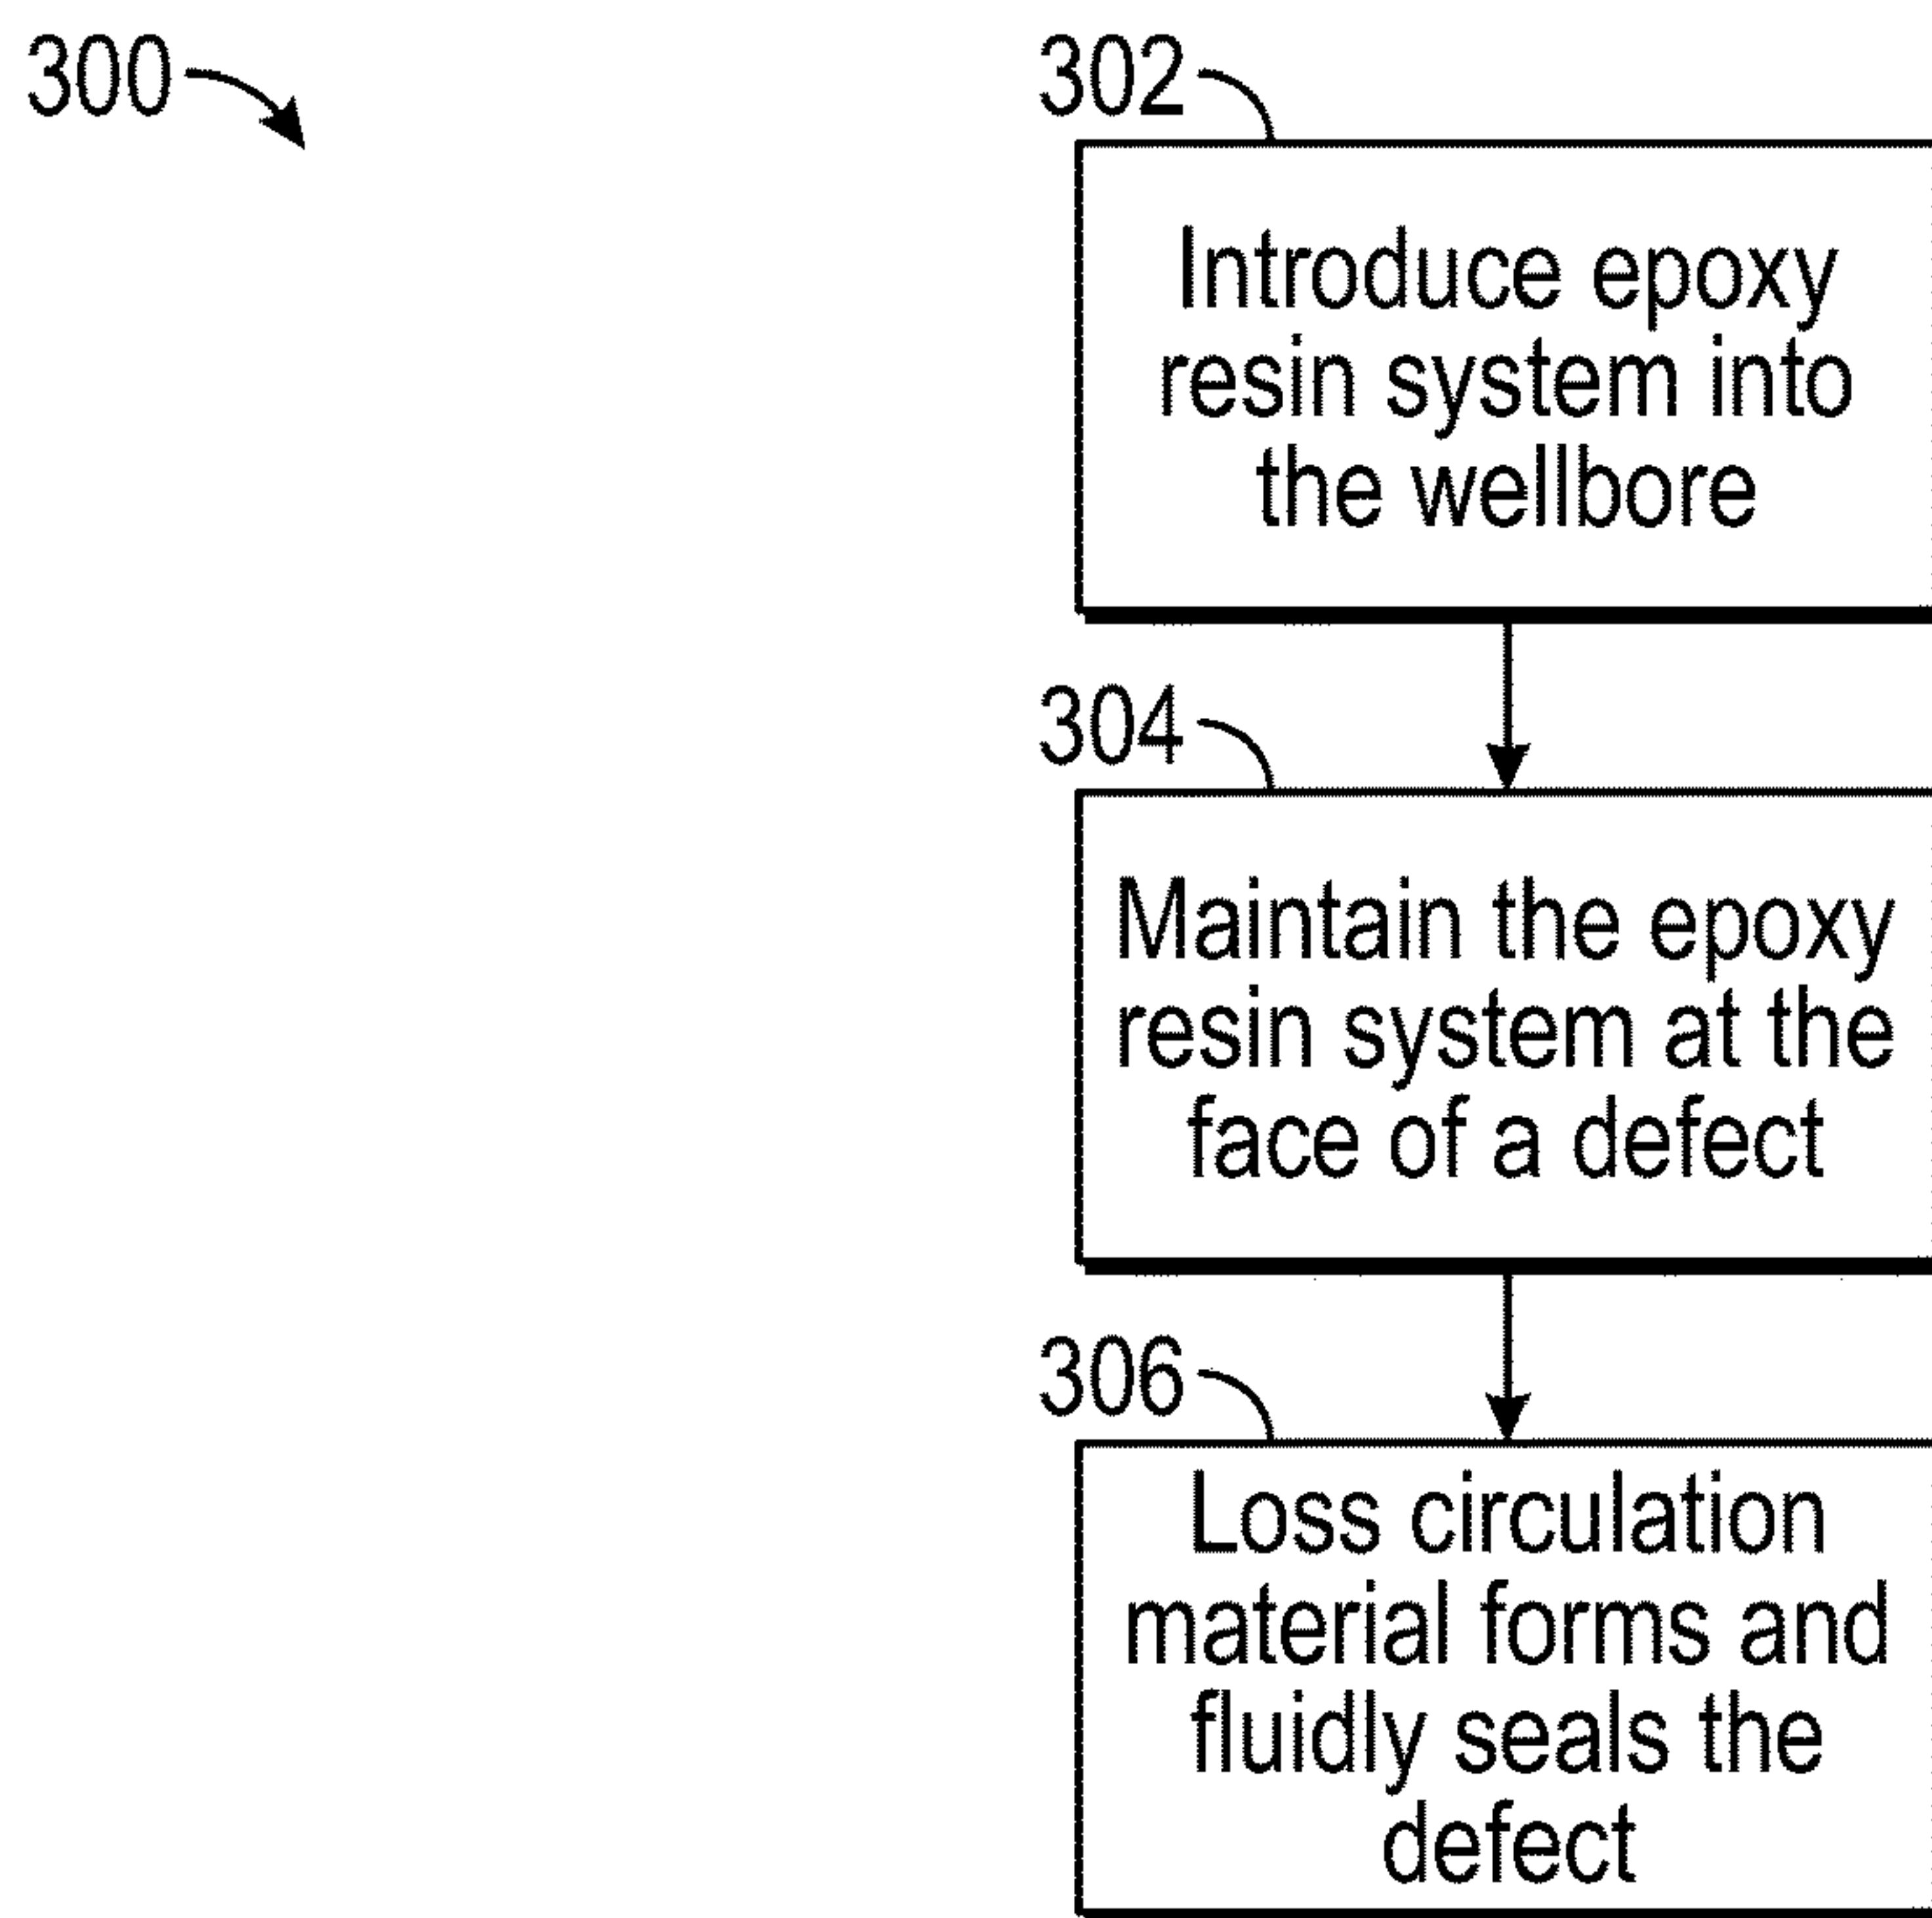 300
302
Introduce epoxy
resin system into
the wellbore
304
Maintain the epoxy
resin system at the
face of a defect
306
Loss circulation
material forms and
fluidly seals the
defect